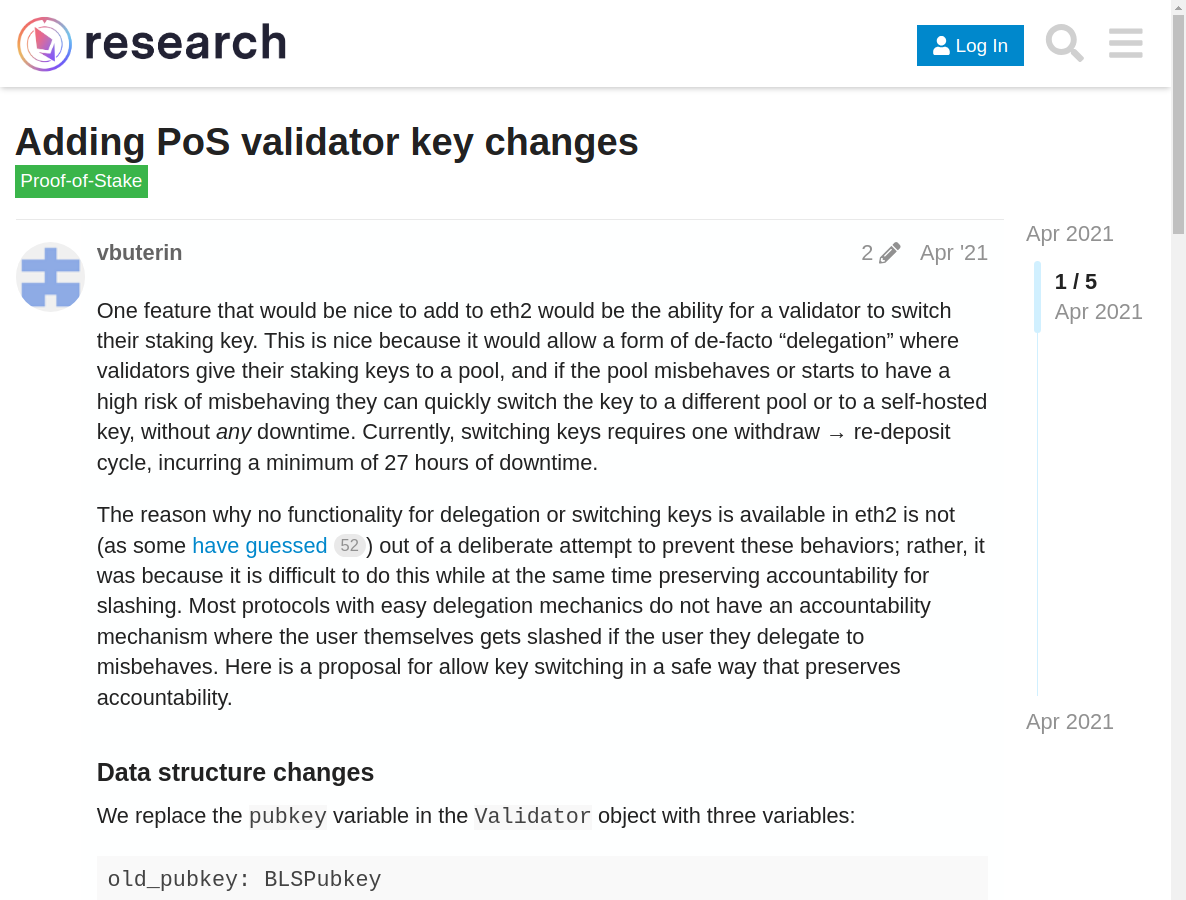 research
Log In
Adding PoS validator key changes
Proof-of-Stake
vbuterin
2
Apr '21
One feature that would be nice to add to eth2 would be the ability for a validator to switch
their staking key. This is nice because it would allow a form of de-facto “delegation” where
validators give their staking keys to a pool, and if the pool misbehaves or starts to have a
high risk of misbehaving they can quickly switch the key to a different pool or to a self-hosted
key, without any downtime. Currently, switching keys requires one withdraw → re-deposit
cycle, incurring a minimum of 27 hours of downtime.
The reason why no functionality for delegation or switching keys is available in eth2 is not
(as some have guessed 52) out of a deliberate attempt to prevent these behaviors; rather, it
was because it is difficult to do this while at the same time preserving accountability for
slashing. Most protocols with easy delegation mechanics do not have an accountability
mechanism where the user themselves gets slashed if the user they delegate to
misbehaves. Here is a proposal for allow key switching in a safe way that preserves
accountability.
Data structure changes
We replace the pubkey variable in the Validator object with three variables:
old_pubkey: BLSPubkey
Apr 2021
1 / 5
Apr 2021
Apr 2021